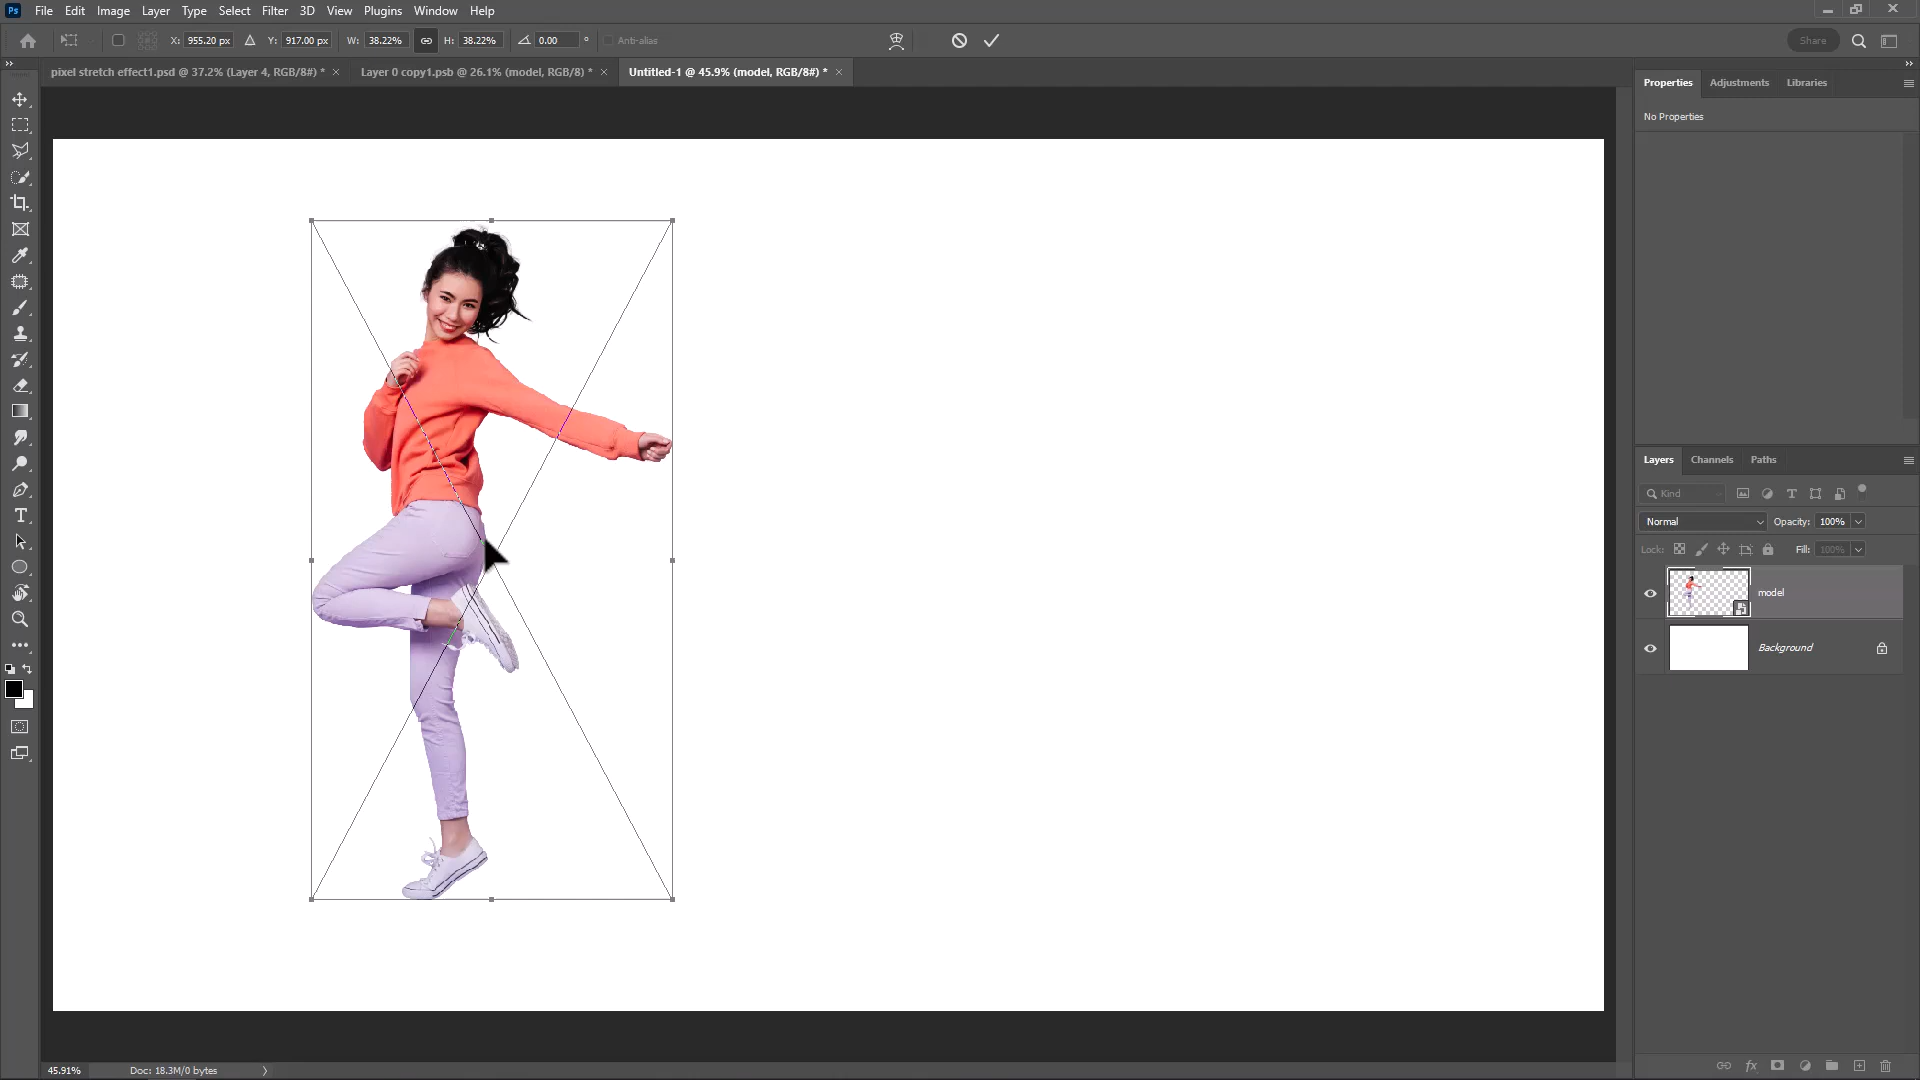 Ps File Edit Image Layer Type Select Filter 3D View Plugins Window Help
X: 955.20 px Y: 917.00 px W: 38.22% H: 38.22% 0.00 ° Anti-alias Share
pixel stretch effect1.psd @ 37.2% (Layer 4, RGB/8#) * × Layer 0 copy1.psb @ 26.1% (model, RGB/8) * × Untitled-1 @ 45.9% (model, RGB/8#) * ×
Properties Adjustments Libraries
No Properties
Layers Channels Paths
Kind
Normal Opacity: 100%
Lock: Fill: 100%
model
Background
45.91% Doc: 18.3M/0 bytes